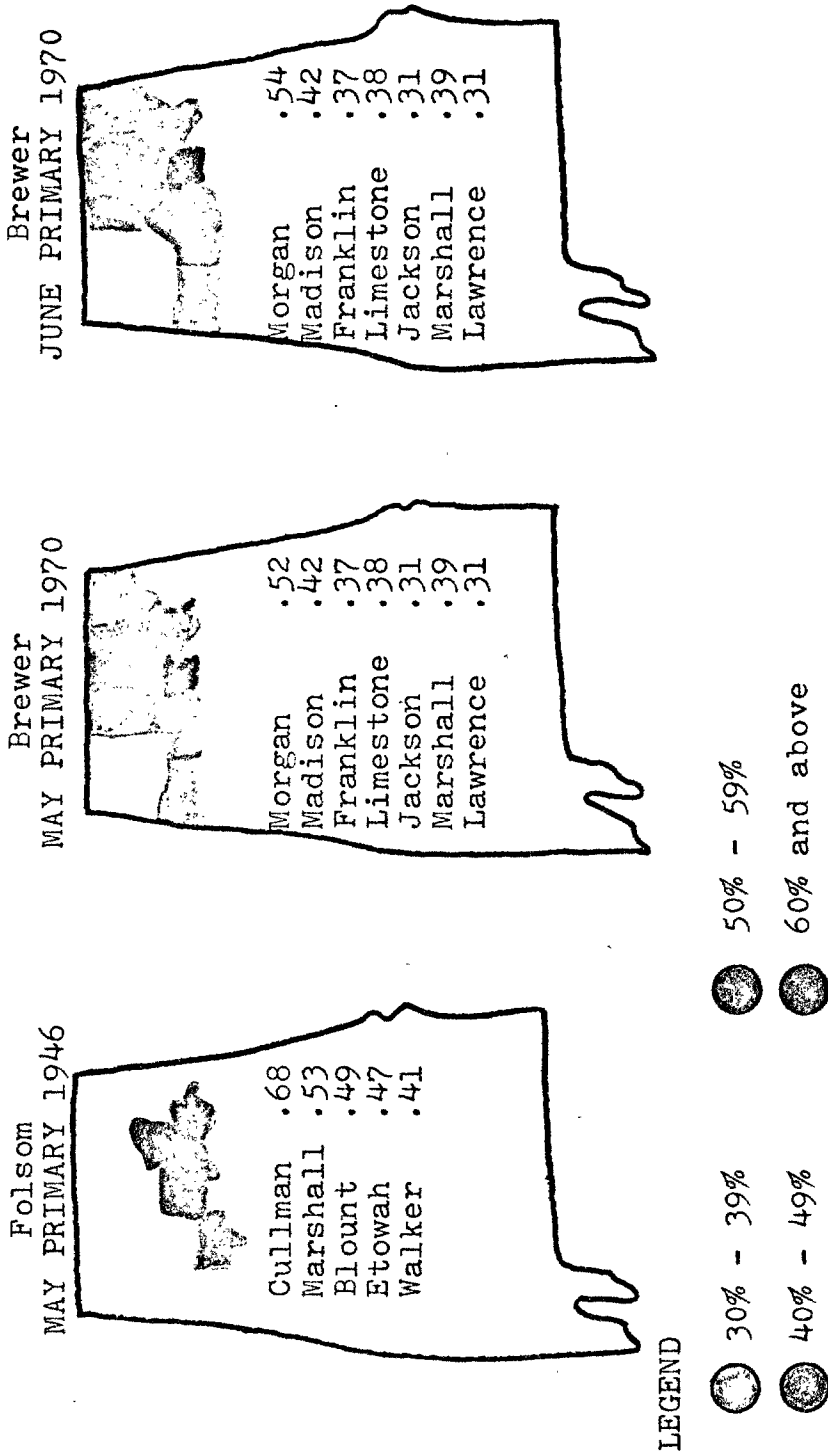 Folsom
MAY PRIMARY 1946
Cullman .68
Marshall .53
Blount .49
Etowah .47
Walker .41
Brewer
MAY PRIMARY 1970
Morgan .52
Madison .42
Franklin .37
Limestone .38
Jackson .31
Marshall .39
Lawrence .31
Brewer
JUNE PRIMARY 1970
Morgan .54
Madison .42
Franklin .37
Limestone .38
Jackson .31
Marshall .39
Lawrence .31
LEGEND
30% - 39%
50% - 59%
40% - 49%
60% and above